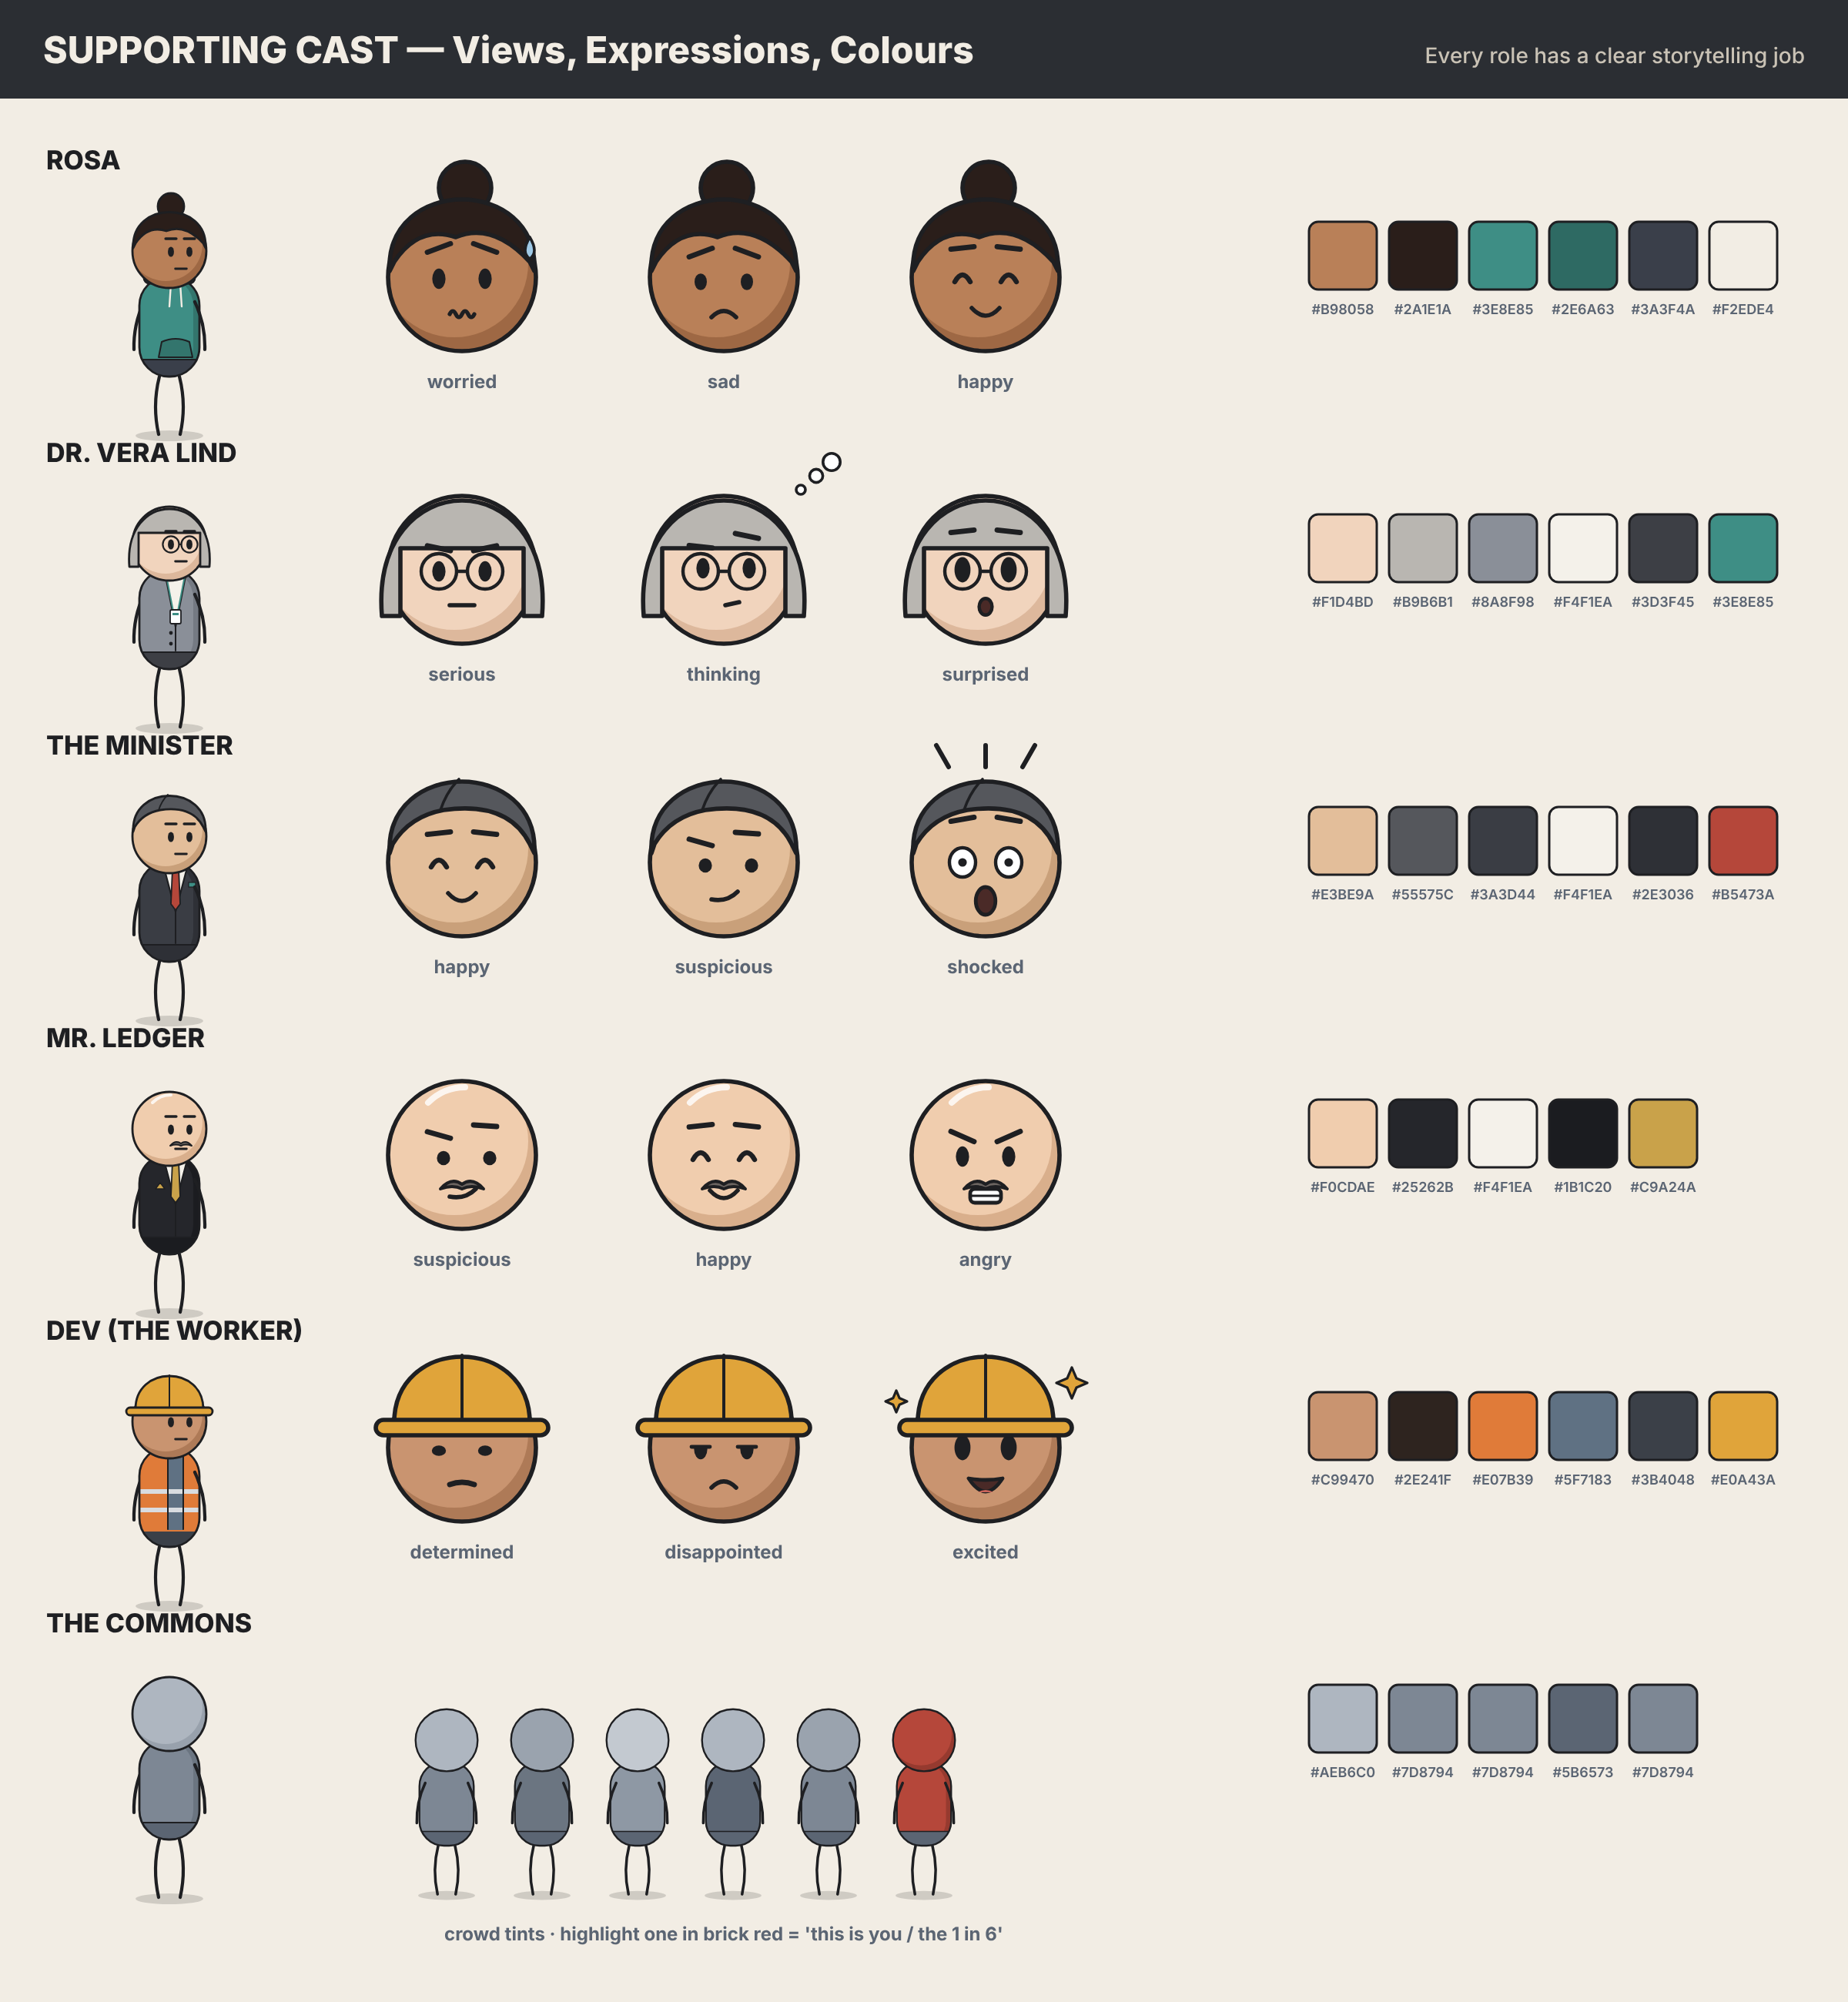 SUPPORTING CAST — Views, Expressions, Colours
Every role has a clear storytelling job
ROSA
worried
sad
happy
#B98058
#2A1E1A
#3E8E85
#2E6A63
#3A3F4A
#F2EDE4
DR. VERA LIND
serious
thinking
surprised
#F1D4BD
#B9B6B1
#8A8F98
#F4F1EA
#3D3F45
#3E8E85
THE MINISTER
happy
suspicious
shocked
#E3BE9A
#55575C
#3A3D44
#F4F1EA
#2E3036
#B5473A
MR. LEDGER
suspicious
happy
angry
#F0CDAE
#25262B
#F4F1EA
#1B1C20
#C9A24A
DEV (THE WORKER)
determined
disappointed
excited
#C99470
#2E241F
#E07B39
#5F7183
#3B4048
#E0A43A
THE COMMONS
#AEB6C0
#7D8794
#7D8794
#5B6573
#7D8794
crowd tints · highlight one in brick red = 'this is you / the 1 in 6'